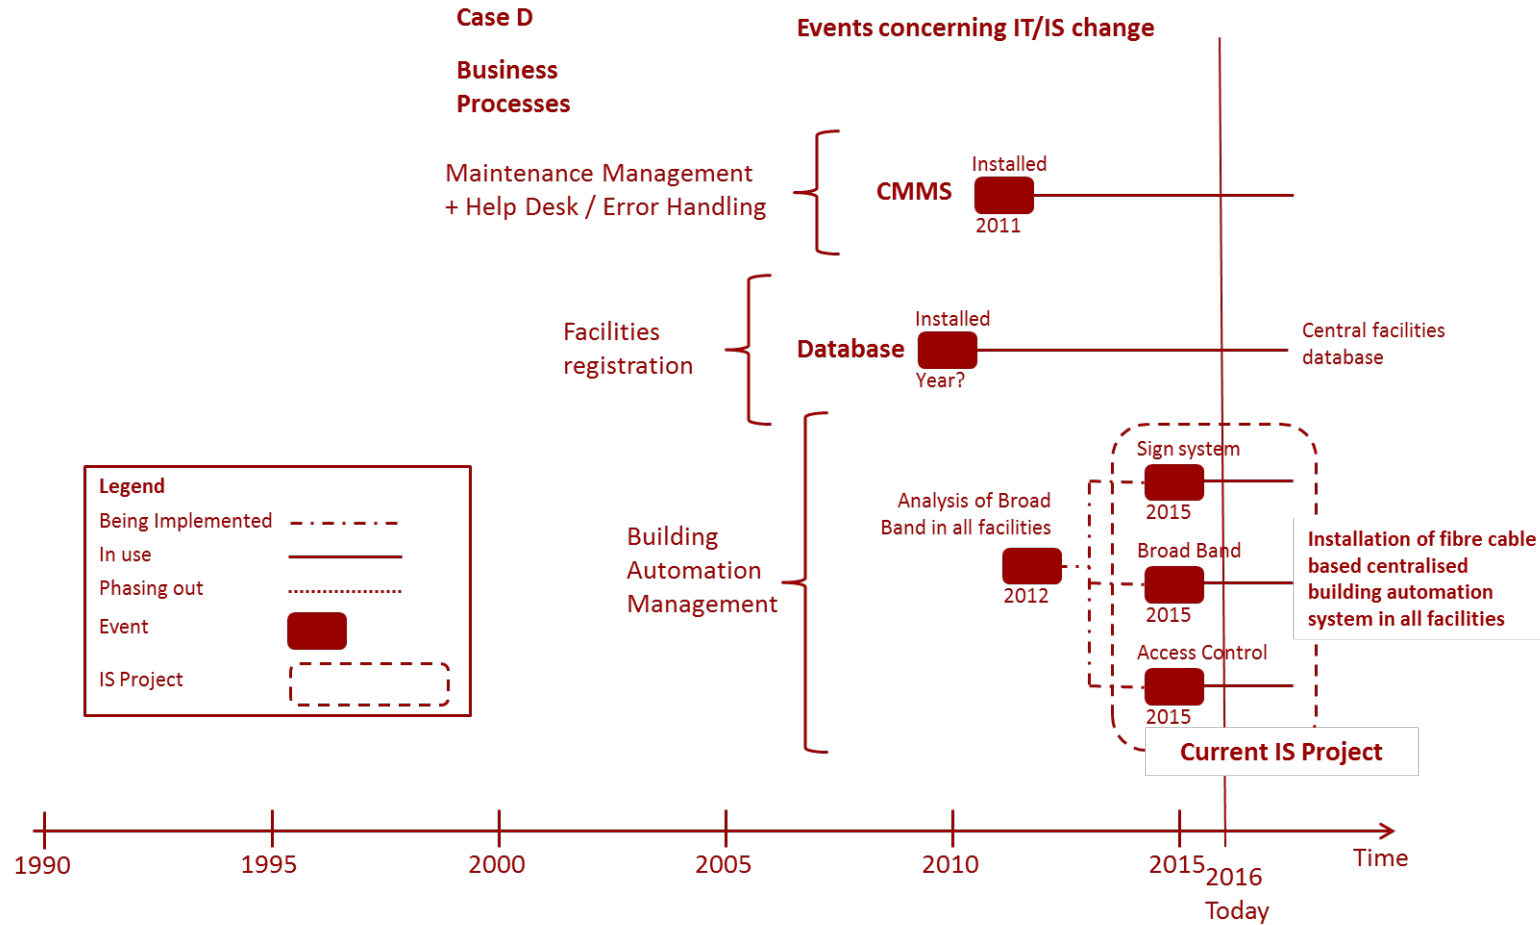 Case D
Events concerning IT/IS change
Business
Processes
Maintenance Management
+ Help Desk / Error Handling
CMMS
Installed
2011
Facilities
registration
Database
Installed
Year?
Central facilities
database
Building
Automation
Management
Analysis of Broad
Band in all facilities
2012
Sign system
2015
Broad Band
2015
Access Control
2015
Installation of fibre cable
based centralised
building automation
system in all facilities
Current IS Project
Legend
Being Implemented
In use
Phasing out
Event
IS Project
1990
1995
2000
2005
2010
2015
2016
Today
Time